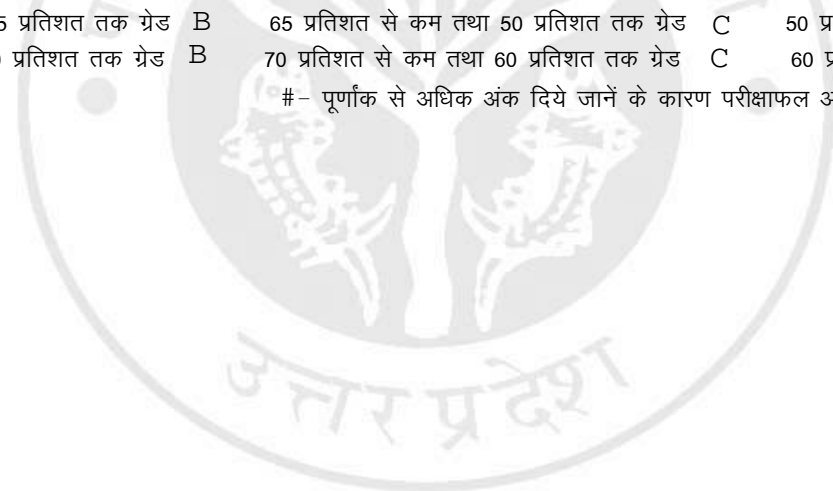 5 प्रतिशत तक ग्रेड B 65 प्रतिशत से कम तथा 50 प्रतिशत तक ग्रेड C 50
प्रतिशत तक ग्रेड B 70 प्रतिशत से कम तथा 60 प्रतिशत तक ग्रेड C 60
#- पूर्णांक से अधिक अंक दिये जानें के कारण परीक्षाफल
उत्तर प्रदेश